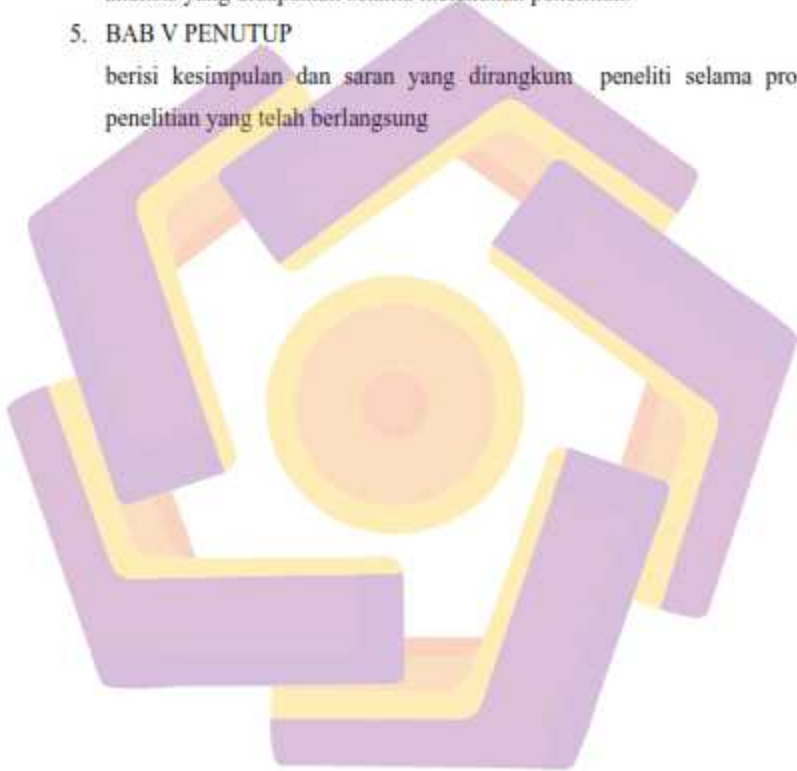 5. BAB V PENUTUP
berisi kesimpulan dan saran yang dirangkum peneliti selama pro
penelitian yang telah berlangsung